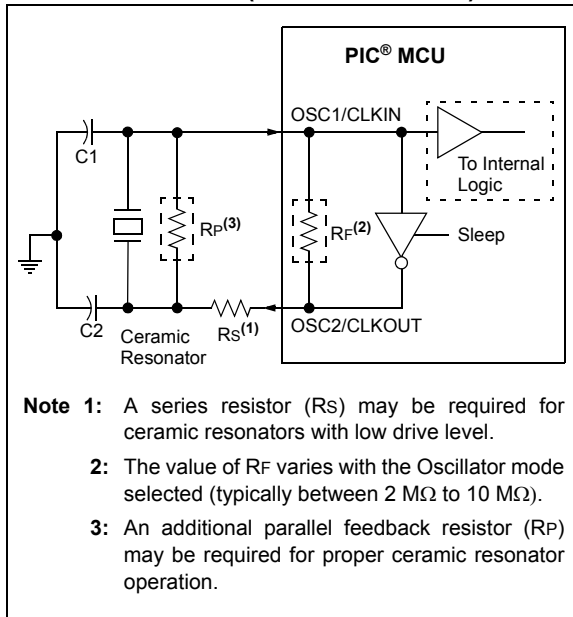 PIC® MCU
OSC1/CLKIN
C1
To Internal
Logic
RP(3)
RF(2)
Sleep
C2
Ceramic
Resonator
RS(1)
OSC2/CLKOUT
Note 1: A series resistor (RS) may be required for
ceramic resonators with low drive level.
2: The value of RF varies with the Oscillator mode
selected (typically between 2 MΩ to 10 MΩ).
3: An additional parallel feedback resistor (RP)
may be required for proper ceramic resonator
operation.